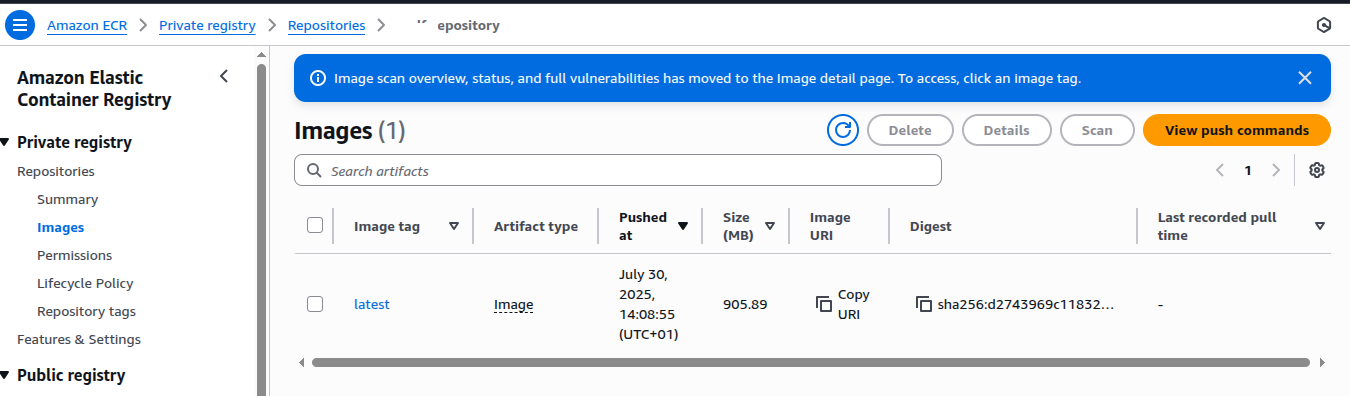 Amazon ECR > Private registry > Repositories > epository
Amazon Elastic
Container Registry
Private registry
Repositories
Summary
Images
Permissions
Lifecycle Policy
Repository tags
Features & Settings
Public registry
Image scan overview, status, and full vulnerabilities has moved to the Image detail page. To access, click an image tag.
Images (1)
Delete
Details
Scan
View push commands
Search artifacts
1
Image tag
Artifact type
Pushed
at
Size
(MB)
Image
URI
Digest
Last recorded pull
time
latest
Image
July 30,
2025,
14:08:55
(UTC+01)
905.89
Copy
URI
sha256:d2743969c11832...
-